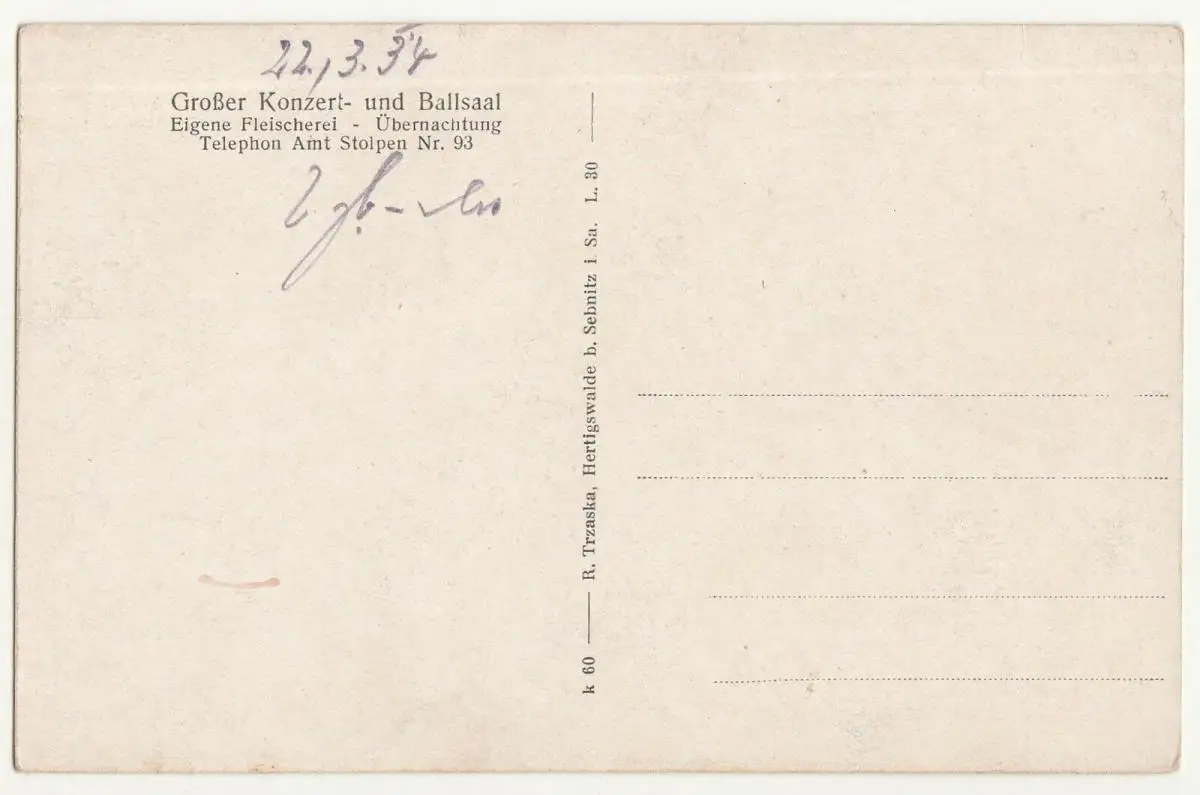 22., 3. 34
Großer Konzert- und Ballsaal
Eigene Fleischerei - Übernachtung
Telephon Amt Stolpen Nr. 93
k 60 —— R. Trzaska, Hertigswalde b. Sebnitz i. Sa. L. 30 ——